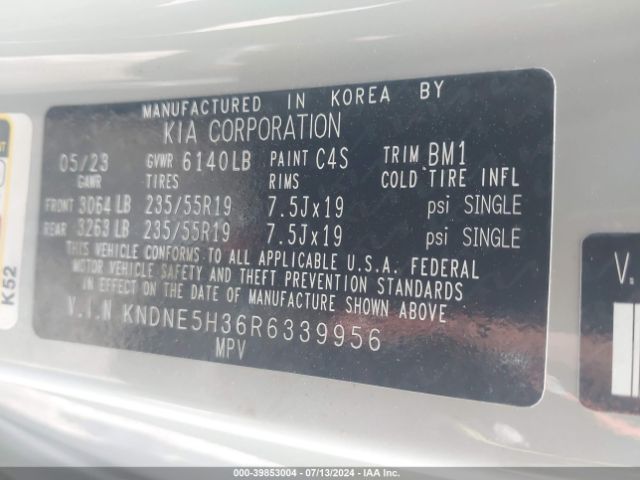 MANUFACTURED IN KOREA BY
KIA CORPORATION
05/23 GVWR 6140LB PAINT C4S TRIM BM1
GAWR TIRES RIMS COLD TIRE INFL
FRONT 3064 LB 235/55R19 7.5Jx19 psi SINGLE
REAR 3263 LB 235/55R19 7.5Jx19 psi SINGLE
THIS VEHICLE CONFORMS TO ALL APPLICABLE U.S.A. FEDERAL
MOTOR VEHICLE SAFETY AND THEFT PREVENTION STANDARDS
IN EFFECT ON THE DATE OF MANUFACTURE SHOWN ABOVE
V.I.N KNDNE5H36R6339956
MPV
K52
V.
000-39853004 / 07/13/2024 - IAA Inc.